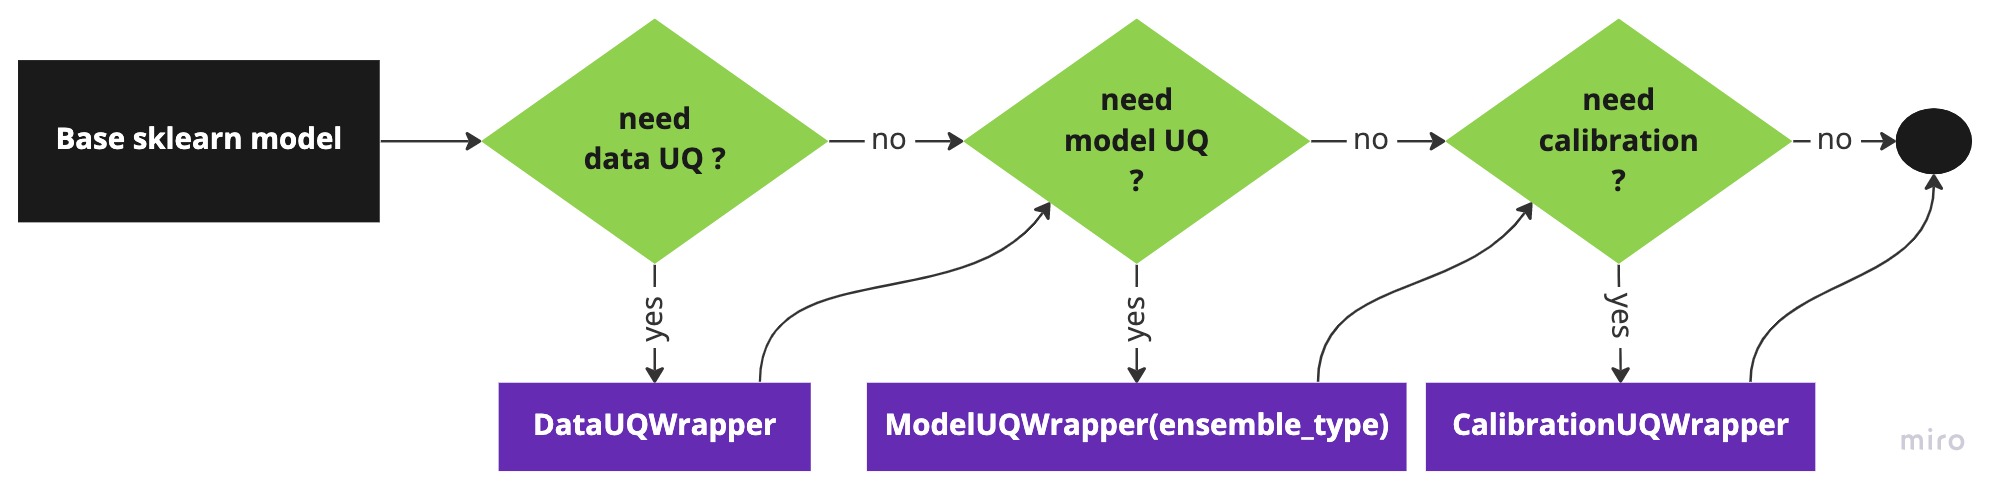 Base sklearn model
need
data UQ ?
no
need
model UQ
?
no
need
calibration
?
no
yes
yes
yes
DataUQWrapper
ModelUQWrapper(ensemble_type)
CalibrationUQWrapper
miro